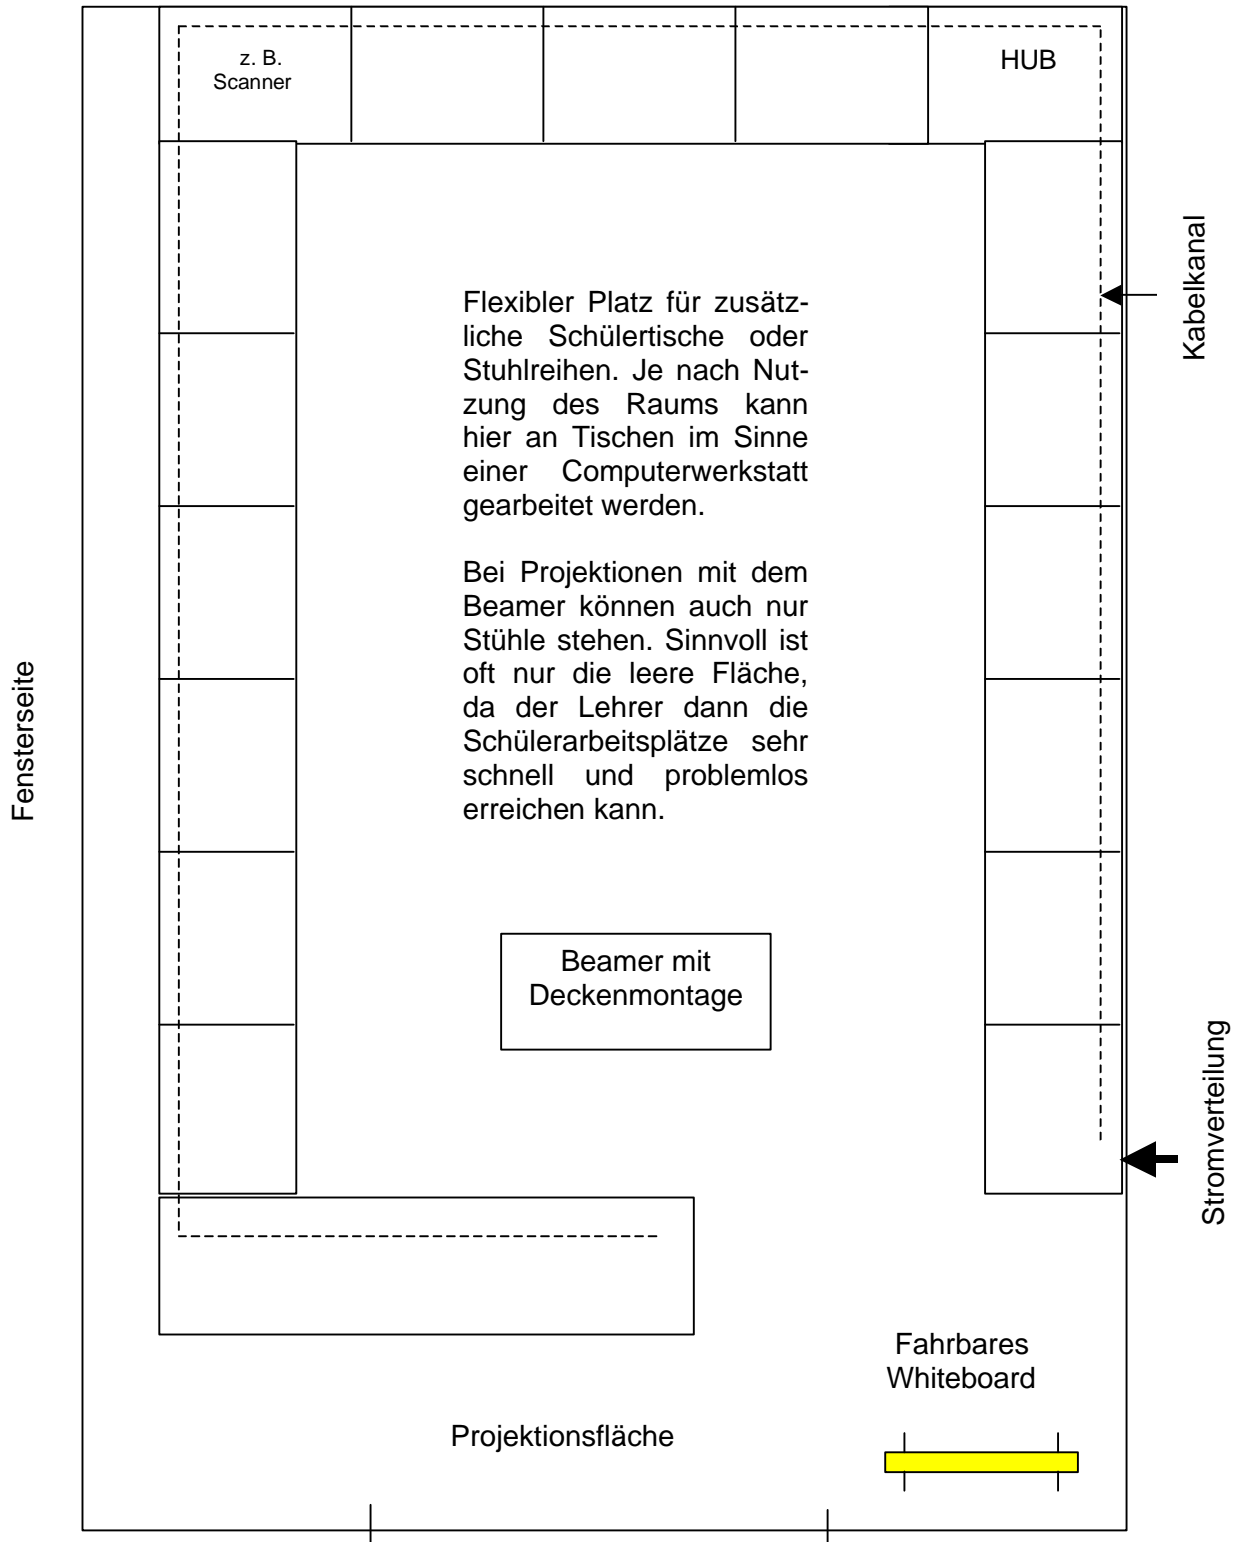 z. B.
Scanner
HUB
Kabelkanal
Flexibler Platz für zusätz-
liche Schülertische oder
Stuhlreihen. Je nach Nut-
zung des Raums kann
hier an Tischen im Sinne
einer Computerwerkstatt
gearbeitet werden.
Bei Projektionen mit dem
Beamer können auch nur
Stühle stehen. Sinnvoll ist
oft nur die leere Fläche,
da der Lehrer dann die
Schülerarbeitsplätze sehr
schnell und problemlos
erreichen kann.
Fensterseite
Beamer mit
Deckenmontage
Stromverteilung
Fahrbares
Whiteboard
Projektionsfläche